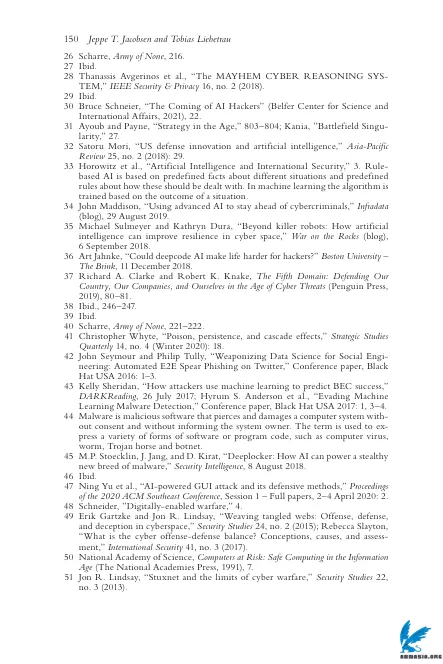 150 Jeppe T. Jacobsen and Tobias Liebetrau
26 Scharre, Army of None, 216.
27 Ibid.
28 Thanassis Avgerinos et al., “The MAYHEM CYBER REASONING SYS-
TEM,” IEEE Security & Privacy 16, no. 2 (2018).
29 Ibid.
30 Bruce Schneier, “The Coming of AI Hackers” (Belfer Center for Science and
International Affairs, 2021), 22.
31 Ayoub and Payne, “Strategy in the Age,” 803–804; Kania, ”Battlefield Singu-
larity,” 27.
32 Satoru Mori, “US defense innovation and artificial intelligence,” Asia-Pacific
Review 25, no. 2 (2018): 29.
33 Horowitz et al., “Artificial Intelligence and International Security,” 3. Rule-
based AI is based on predefined facts about different situations and predefined
rules about how these should be dealt with. In machine learning the algorithm is
trained based on the outcome of a situation.
34 John Maddison, “Using advanced AI to stay ahead of cybercriminals,” Infradata
(blog), 29 August 2019.
35 Michael Sulmeyer and Kathryn Dura, “Beyond killer robots: How artificial
intelligence can improve resilience in cyber space,” War on the Rocks (blog),
6 September 2018.
36 Art Jahnke, “Could deepcode AI make life harder for hackers?” Boston University –
The Brink, 11 December 2018.
37 Richard A. Clarke and Robert K. Knake, The Fifth Domain: Defending Our
Country, Our Companies, and Ourselves in the Age of Cyber Threats (Penguin Press,
2019), 80–81.
38 Ibid., 246–247.
39 Ibid.
40 Scharre, Army of None, 221–222.
41 Christopher Whyte, “Poison, persistence, and cascade effects,” Strategic Studies
Quarterly 14, no. 4 (Winter 2020): 18.
42 John Seymour and Philip Tully, “Weaponizing Data Science for Social Engi-
neering: Automated E2E Spear Phishing on Twitter,” Conference paper, Black
Hat USA 2016: 1–3.
43 Kelly Sheridan, “How attackers use machine learning to predict BEC success,”
DARKReading, 26 July 2017; Hyrum S. Anderson et al., “Evading Machine
Learning Malware Detection,” Conference paper, Black Hat USA 2017: 1, 3–4.
44 Malware is malicious software that pierces and damages a computer system with-
out consent and without informing the system owner. The term is used to ex-
press a variety of forms of software or program code, such as computer virus,
worm, Trojan horse and botnet.
45 M.P. Stoecklin, J. Jang, and D. Kirat, “Deeplocker: How AI can power a stealthy
new breed of malware,” Security Intelligence, 8 August 2018.
46 Ibid.
47 Ning Yu et al., “AI-powered GUI attack and its defensive methods,” Proceedings
of the 2020 ACM Southeast Conference, Session 1 – Full papers, 2–4 April 2020: 2.
48 Schneider, ”Digitally-enabled warfare,” 4.
49 Erik Gartzke and Jon R. Lindsay, “Weaving tangled webs: Offense, defense,
and deception in cyberspace,” Security Studies 24, no. 2 (2015); Rebecca Slayton,
“What is the cyber offense-defense balance? Conceptions, causes, and assess-
ment,” International Security 41, no. 3 (2017).
50 National Academy of Science, Computers at Risk: Safe Computing in the Information
Age (The National Academies Press, 1991), 7.
51 Jon R. Lindsay, “Stuxnet and the limits of cyber warfare,” Security Studies 22,
no. 3 (2013).